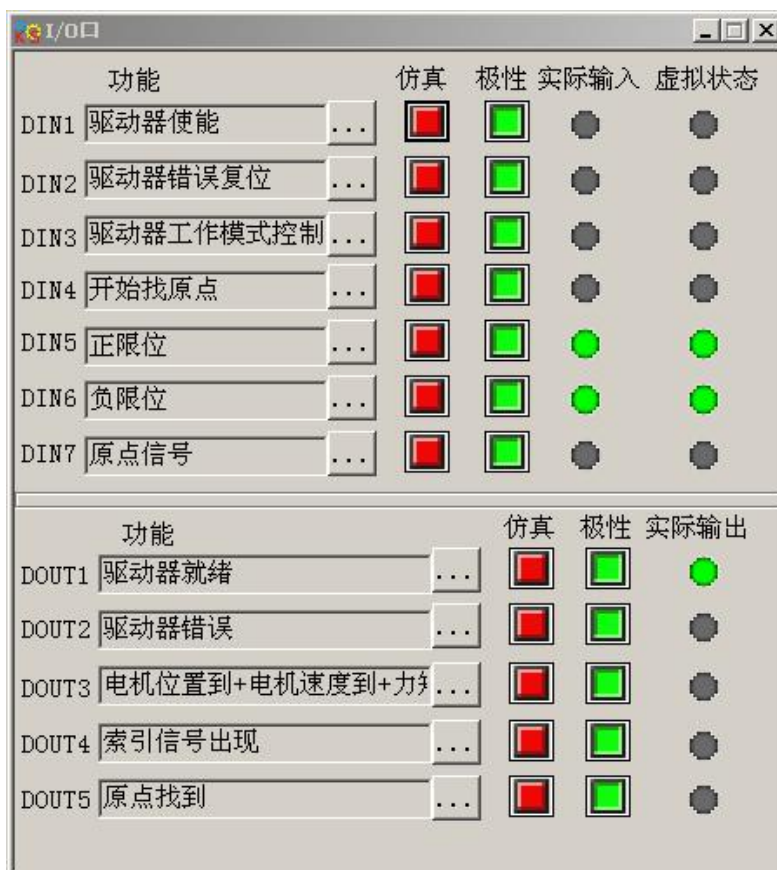 I/O口
功能 仿真 极性 实际输入 虚拟状态
DIN1 驱动器使能 ...
DIN2 驱动器错误复位 ...
DIN3 驱动器工作模式控制 ...
DIN4 开始找原点 ...
DIN5 正限位 ...
DIN6 负限位 ...
DIN7 原点信号 ...
功能 仿真 极性 实际输出
DOUT1 驱动器就绪 ...
DOUT2 驱动器错误 ...
DOUT3 电机位置到+电机速度到+力 ...
DOUT4 索引信号出现 ...
DOUT5 原点找到 ...